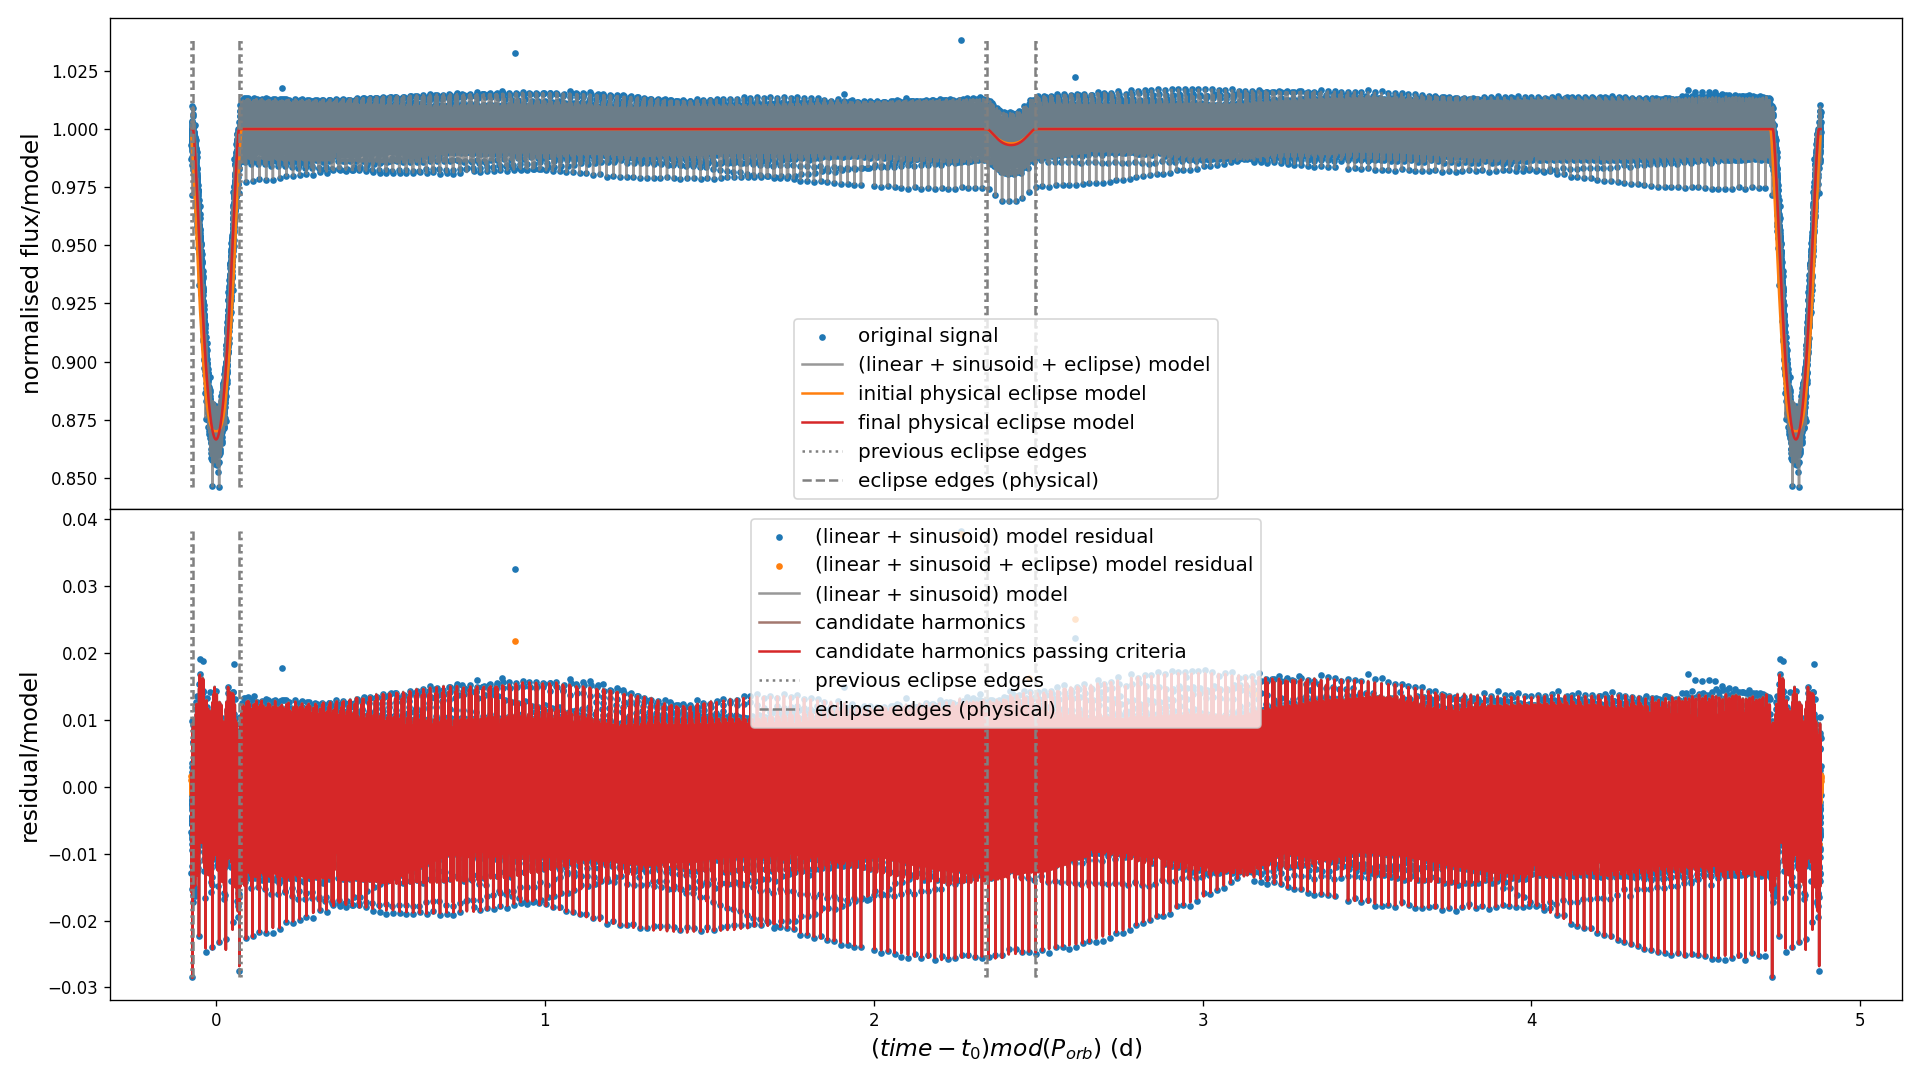 1.025
1.000
0.975
0.950
0.925
0.900
0.875
0.850
normalised flux/model
original signal
(linear + sinusoid + eclipse) model
initial physical eclipse model
final physical eclipse model
previous eclipse edges
eclipse edges (physical)
0.04
0.03
0.02
0.01
0.00
−0.01
−0.02
−0.03
residual/model
(linear + sinusoid) model residual
(linear + sinusoid + eclipse) model residual
(linear + sinusoid) model
candidate harmonics
candidate harmonics passing criteria
previous eclipse edges
eclipse edges (physical)
0 1 2 3 4 5
(time − t₀)mod(Pₒᵣb) (d)